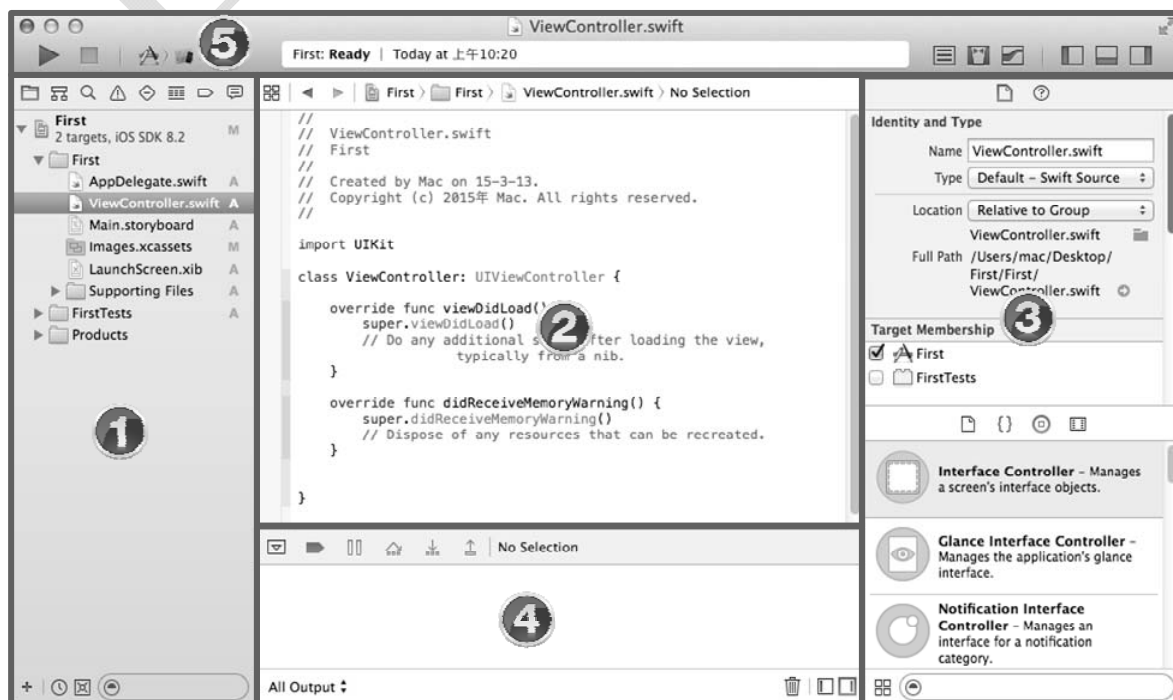 ViewController.swift
5
First: Ready | Today at 上午10:20
First
2 targets, iOS SDK 8.2 M
First
AppDelegate.swift A
ViewController.swift A
Main.storyboard A
Images.xcassets M
LaunchScreen.xib A
Supporting Files A
FirstTests A
Products
1
First 〉 First 〉 ViewController.swift 〉 No Selection
//
// ViewController.swift
// First
//
// Created by Mac on 15-3-13.
// Copyright (c) 2015年 Mac. All rights reserved.
//
import UIKit
class ViewController: UIViewController {
override func viewDidLoad()
super.viewDidLoad()
// Do any additional s after loading the view,
typically from a nib.
}
override func didReceiveMemoryWarning() {
super.didReceiveMemoryWarning()
// Dispose of any resources that can be recreated.
}
}
2
No Selection
4
All Output
Identity and Type
Name ViewController.swift
Type Default - Swift Source
Location Relative to Group
ViewController.swift
Full Path /Users/mac/Desktop/
First/First/
ViewController.swift
3
Target Membership
First
FirstTests
{}
Interface Controller - Manages
a screen's interface objects.
Glance Interface Controller -
Manages the application's glance
interface.
Notification Interface
Controller - Manages an
interface for a notification
category.